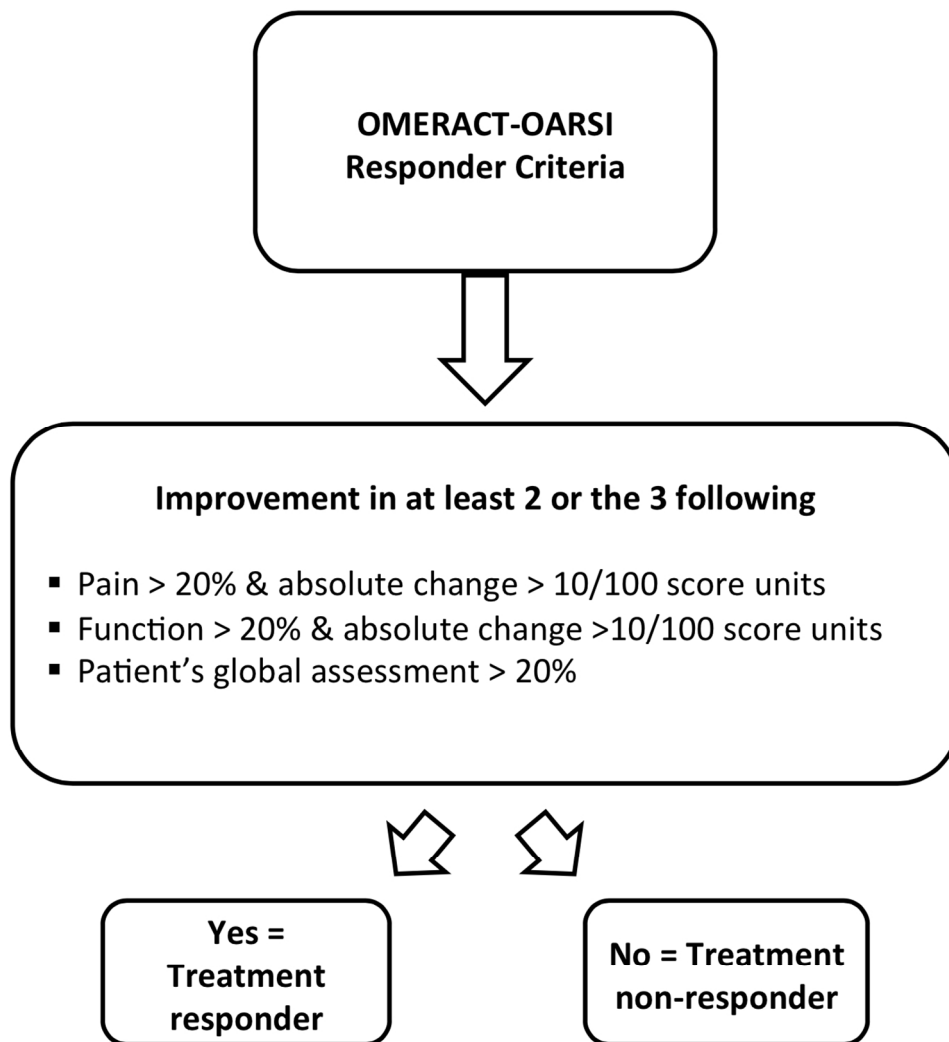 OMERACT-OARSI
Responder Criteria
Improvement in at least 2 or the 3 following
▪ Pain > 20% & absolute change > 10/100 score units
▪ Function > 20% & absolute change >10/100 score units
▪ Patient’s global assessment > 20%
Yes =
Treatment
responder
No = Treatment
non-responder